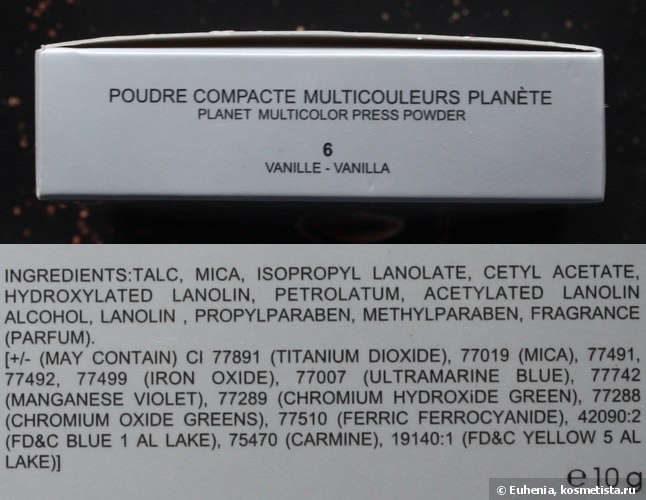 POUDRE COMPACTE MULTICOULEURS PLANÈTE
PLANET MULTICOLOR PRESS POWDER
6
VANILLE - VANILLA
INGREDIENTS:TALC, MICA, ISOPROPYL LANOLATE, CETYL ACETATE,
HYDROXYLATED LANOLIN, PETROLATUM, ACETYLATED LANOLIN
ALCOHOL, LANOLIN , PROPYLPARABEN, METHYLPARABEN, FRAGRANCE
(PARFUM).
[+/- (MAY CONTAIN) CI 77891 (TITANIUM DIOXIDE), 77019 (MICA), 77491,
77492, 77499 (IRON OXIDE), 77007 (ULTRAMARINE BLUE), 77742
(MANGANESE VIOLET), 77289 (CHROMIUM HYDROXiDE GREEN), 77288
(CHROMIUM OXIDE GREENS), 77510 (FERRIC FERROCYANIDE), 42090:2
(FD&C BLUE 1 AL LAKE), 75470 (CARMINE), 19140:1 (FD&C YELLOW 5 AL
LAKE)]
℮10 g
© Euhenia, kosmetista.ru